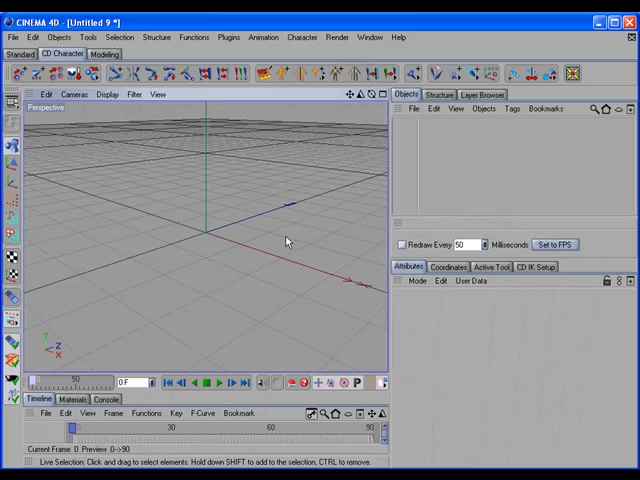 CINEMA 4D - [Untitled 9 *]
File Edit Objects Tools Selection Structure Functions Plugins Animation Character Render Window Help
Standard CD Character Modeling
Edit Cameras Display Filter View
Objects Structure Layer Browser
Perspective
File Edit View Objects Tags Bookmarks
Redraw Every 50 Milliseconds Set to FPS
Attributes Coordinates Active Tool CD IK Setup
Mode Edit User Data
Y
Z
X
50
0 F
P
Timeline Materials Console
File Edit View Frame Functions Key F-Curve Bookmark
30 60 90
Current Frame 0 Preview 0->90
Live Selection: Click and drag to select elements. Hold down SHIFT to add to the selection, CTRL to remove.